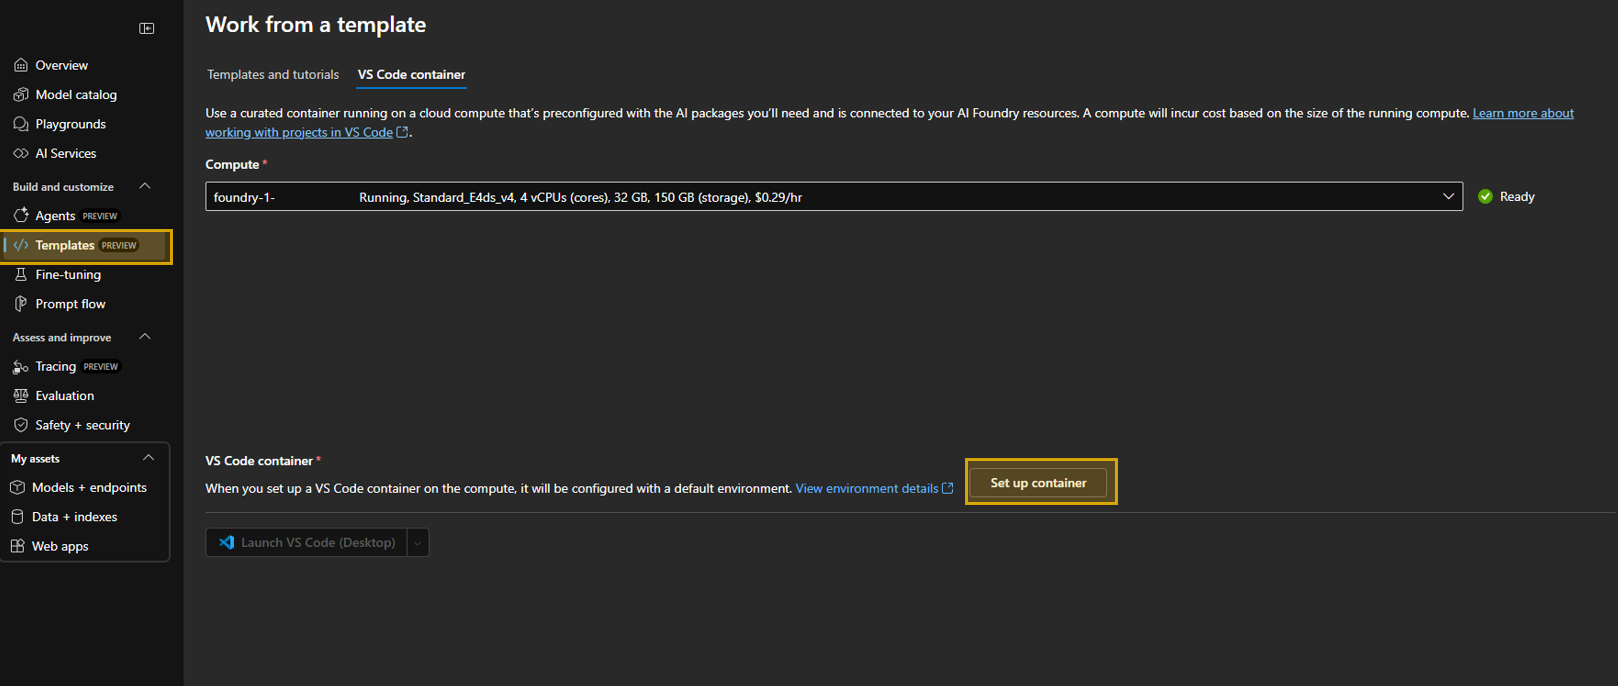 Work from a template
Overview
Model catalog
Playgrounds
AI Services
Build and customize
Agents PREVIEW
Templates PREVIEW
Fine-tuning
Prompt flow
Assess and improve
Tracing PREVIEW
Evaluation
Safety + security
My assets
Models + endpoints
Data + indexes
Web apps
Templates and tutorials VS Code container
Use a curated container running on a cloud compute that's preconfigured with the AI packages you'll need and is connected to your AI Foundry resources. A compute will incur cost based on the size of the running compute. Learn more about
working with projects in VS Code.
Compute *
foundry-1- Running, Standard_E4ds_v4, 4 vCPUs (cores), 32 GB, 150 GB (storage), $0.29/hr
Ready
VS Code container *
When you set up a VS Code container on the compute, it will be configured with a default environment. View environment details
Set up container
Launch VS Code (Desktop)